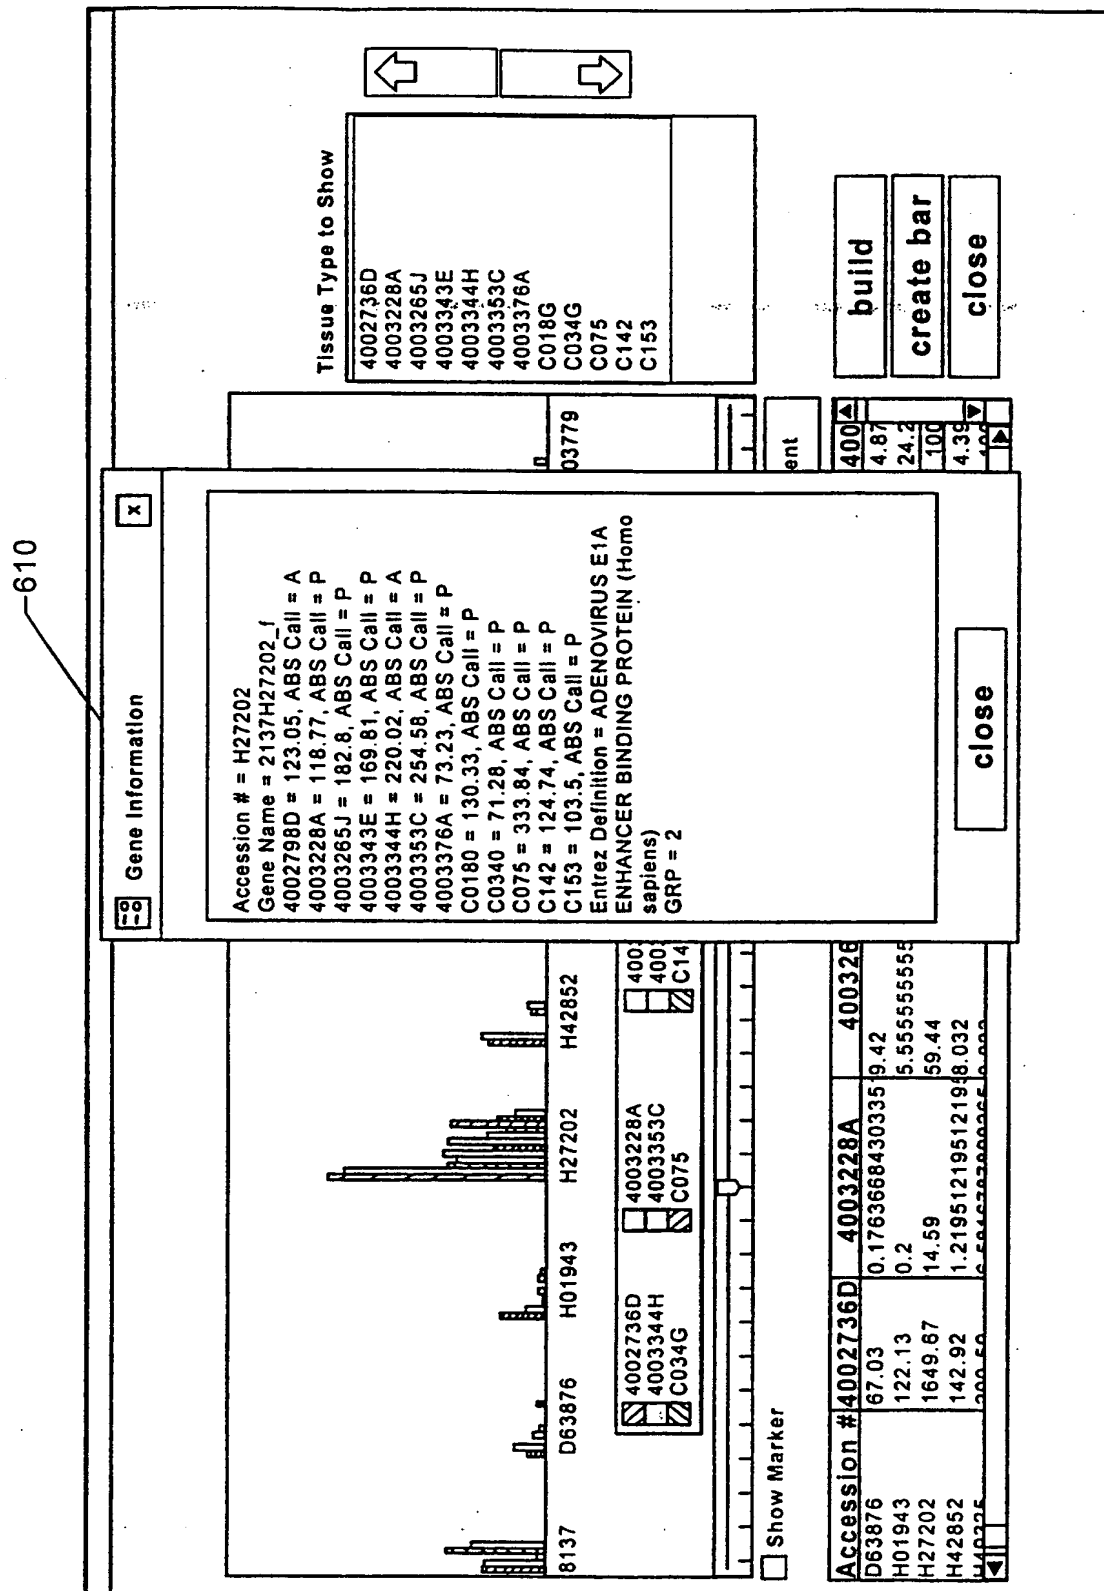 610
Gene Information
x
Accession # = H27202
Gene Name = 2137H27202_f
4002798D = 123.05, ABS Call = A
4003228A = 118.77, ABS Call = P
4003265J = 182.8, ABS Call = P
4003343E = 169.81, ABS Call = P
4003344H = 220.02, ABS Call = A
4003353C = 254.58, ABS Call = P
4003376A = 73.23, ABS Call = P
C0180 = 130.33, ABS Call = P
C0340 = 71.28, ABS Call = P
C075 = 333.84, ABS Call = P
C142 = 124.74, ABS Call = P
C153 = 103.5, ABS Call = P
Entrez Definition = ADENOVIRUS E1A
ENHANCER BINDING PROTEIN (Homo
sapiens)
GRP = 2
close
Tissue Type to Show
4002736D
4003228A
4003265J
4003343E
4003344H
4003353C
4003376A
C018G
C034G
C075
C142
C153
8137 D63876 H01943 H27202 H42852 03779
4002736D 4003228A 400
4003344H 4003353C 400
C034G C075 C14
Show Marker
ent
build
create bar
close
Accession # 4002736D 4003228A 400326 400
D63876 67.03 0.1763668430335 9.42 4.87
H01943 122.13 0.2 5.5555555555 24.2
H27202 1649.67 14.59 59.44 100
H42852 142.92 1.2195121951219 58.032 4.39